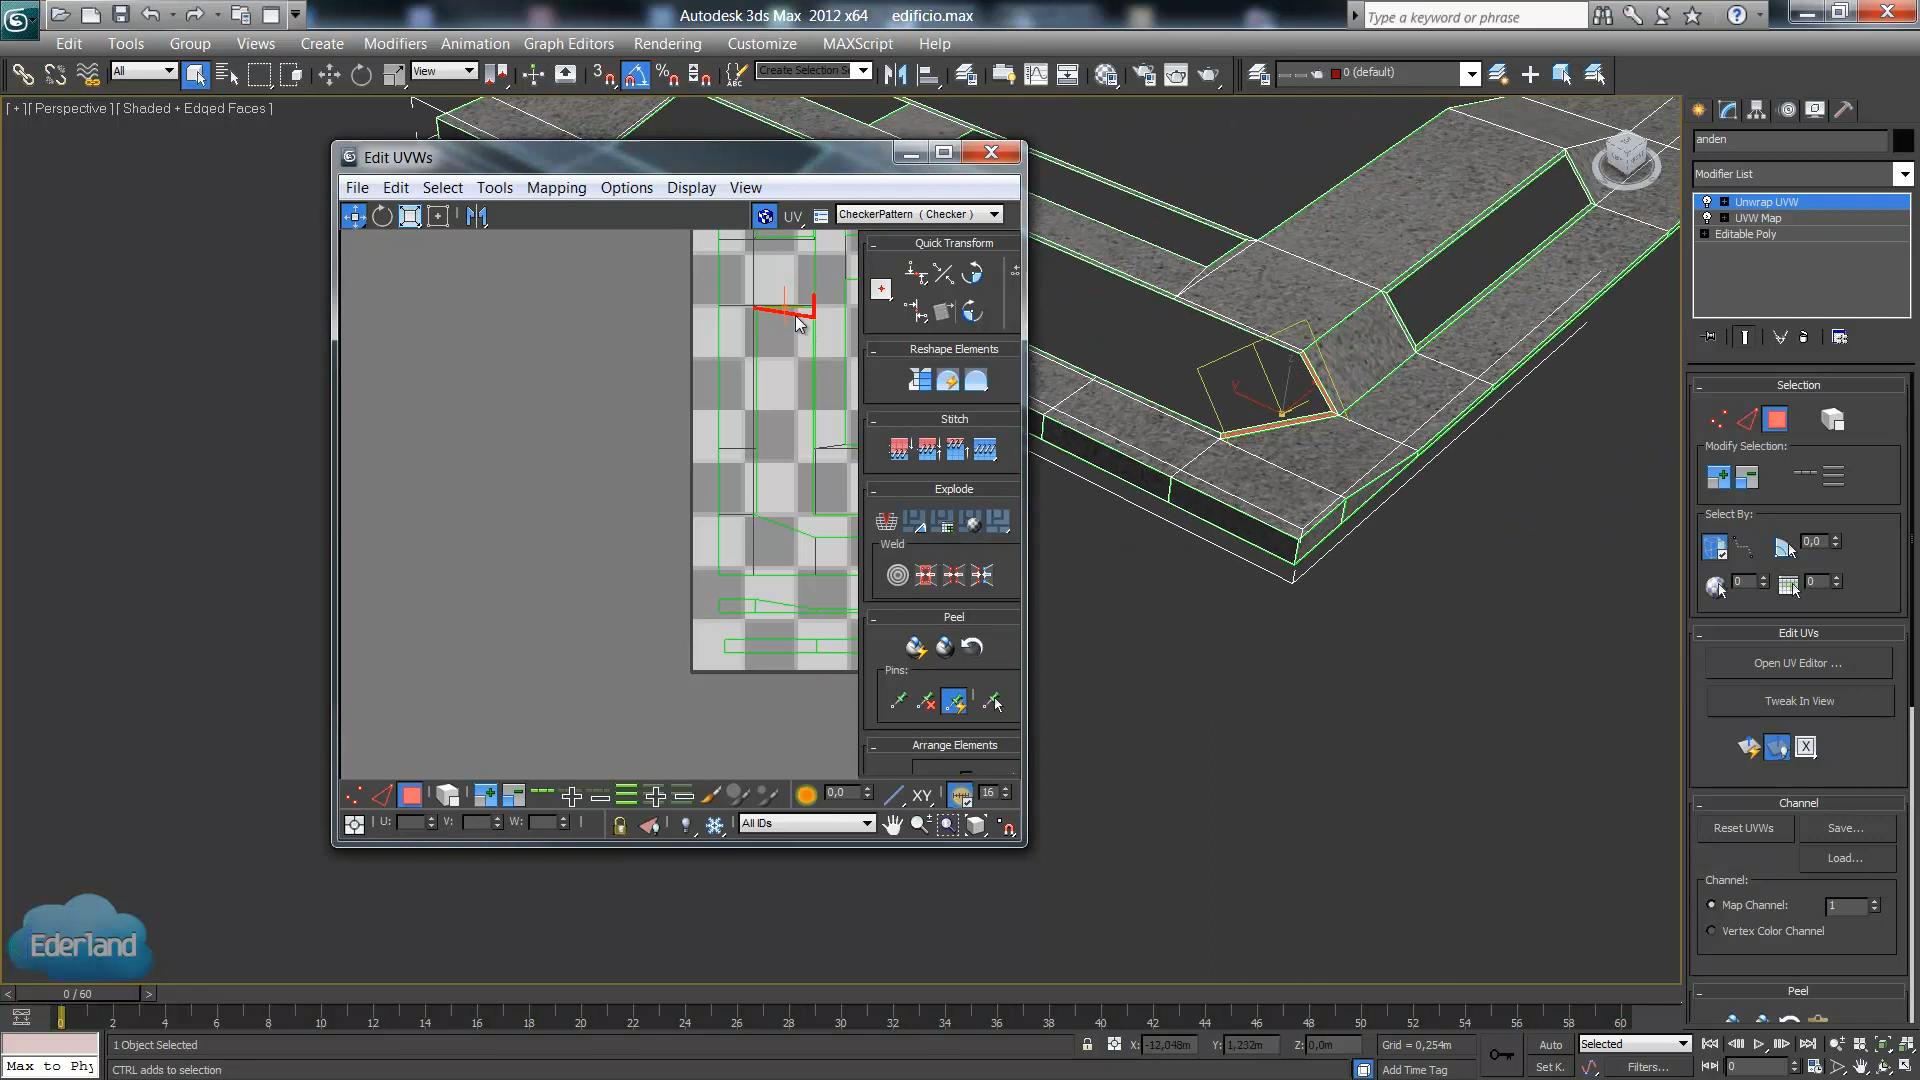 Autodesk 3ds Max 2012 x64 edificio.max
Type a keyword or phrase
Edit Tools Group Views Create Modifiers Animation Graph Editors Rendering Customize MAXScript Help
All View 3 Create Selection Se 0 (default)
[ + ][ Perspective ][ Shaded + Edged Faces ]
anden
Modifier List
Unwrap UVW
UVW Map
Editable Poly
Edit UVWs
File Edit Select Tools Mapping Options Display View
UV CheckerPattern ( Checker )
Quick Transform
Reshape Elements
Stitch
Explode
Weld
Peel
Pins:
Arrange Elements
0,0 XY 16
U: V: W: All IDs
Selection
Modify Selection:
Select By:
0,0
0 0
Edit UVs
Open UV Editor ...
Tweak In View
Channel
Reset UVWs Save...
Load...
Channel:
Map Channel: 1
Vertex Color Channel
Peel
Ederland
< 0 / 60 >
0 2 4 6 8 10 12 14 16 18 20 22 24 26 28 30 32 34 36 38 40 42 44 46 48 50 52 54 56 58 60
1 Object Selected X: -12,048m Y: 1,232m Z: 0,0m Grid = 0,254m Auto Selected
Max to Phy CTRL adds to selection Add Time Tag Set K. Filters... 0